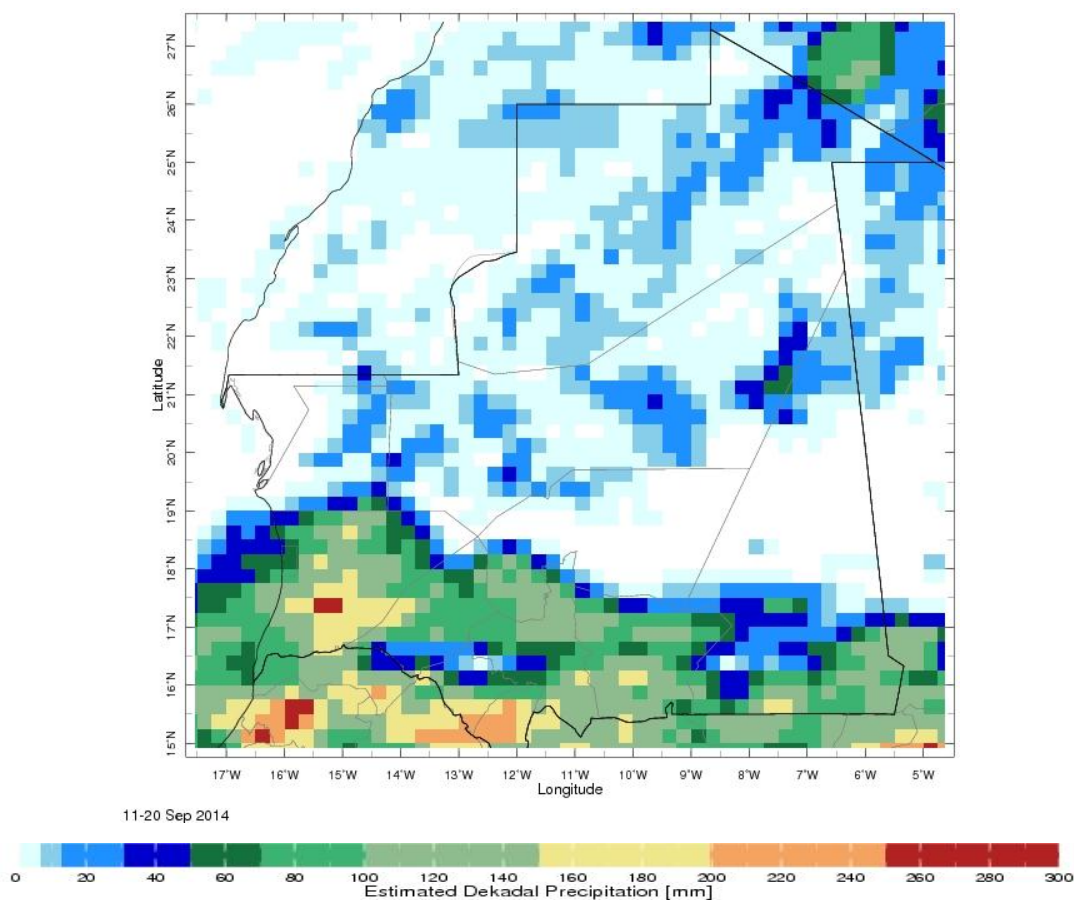 27°N
26°N
25°N
24°N
23°N
22°N
21°N
20°N
19°N
18°N
17°N
16°N
15°N
Latitude
17°W 16°W 15°W 14°W 13°W 12°W 11°W 10°W 9°W 8°W 7°W 6°W 5°W
Longitude
11-20 Sep 2014
0 20 40 60 80 100 120 140 160 180 200 220 240 260 280 300
Estimated Dekadal Precipitation [mm]